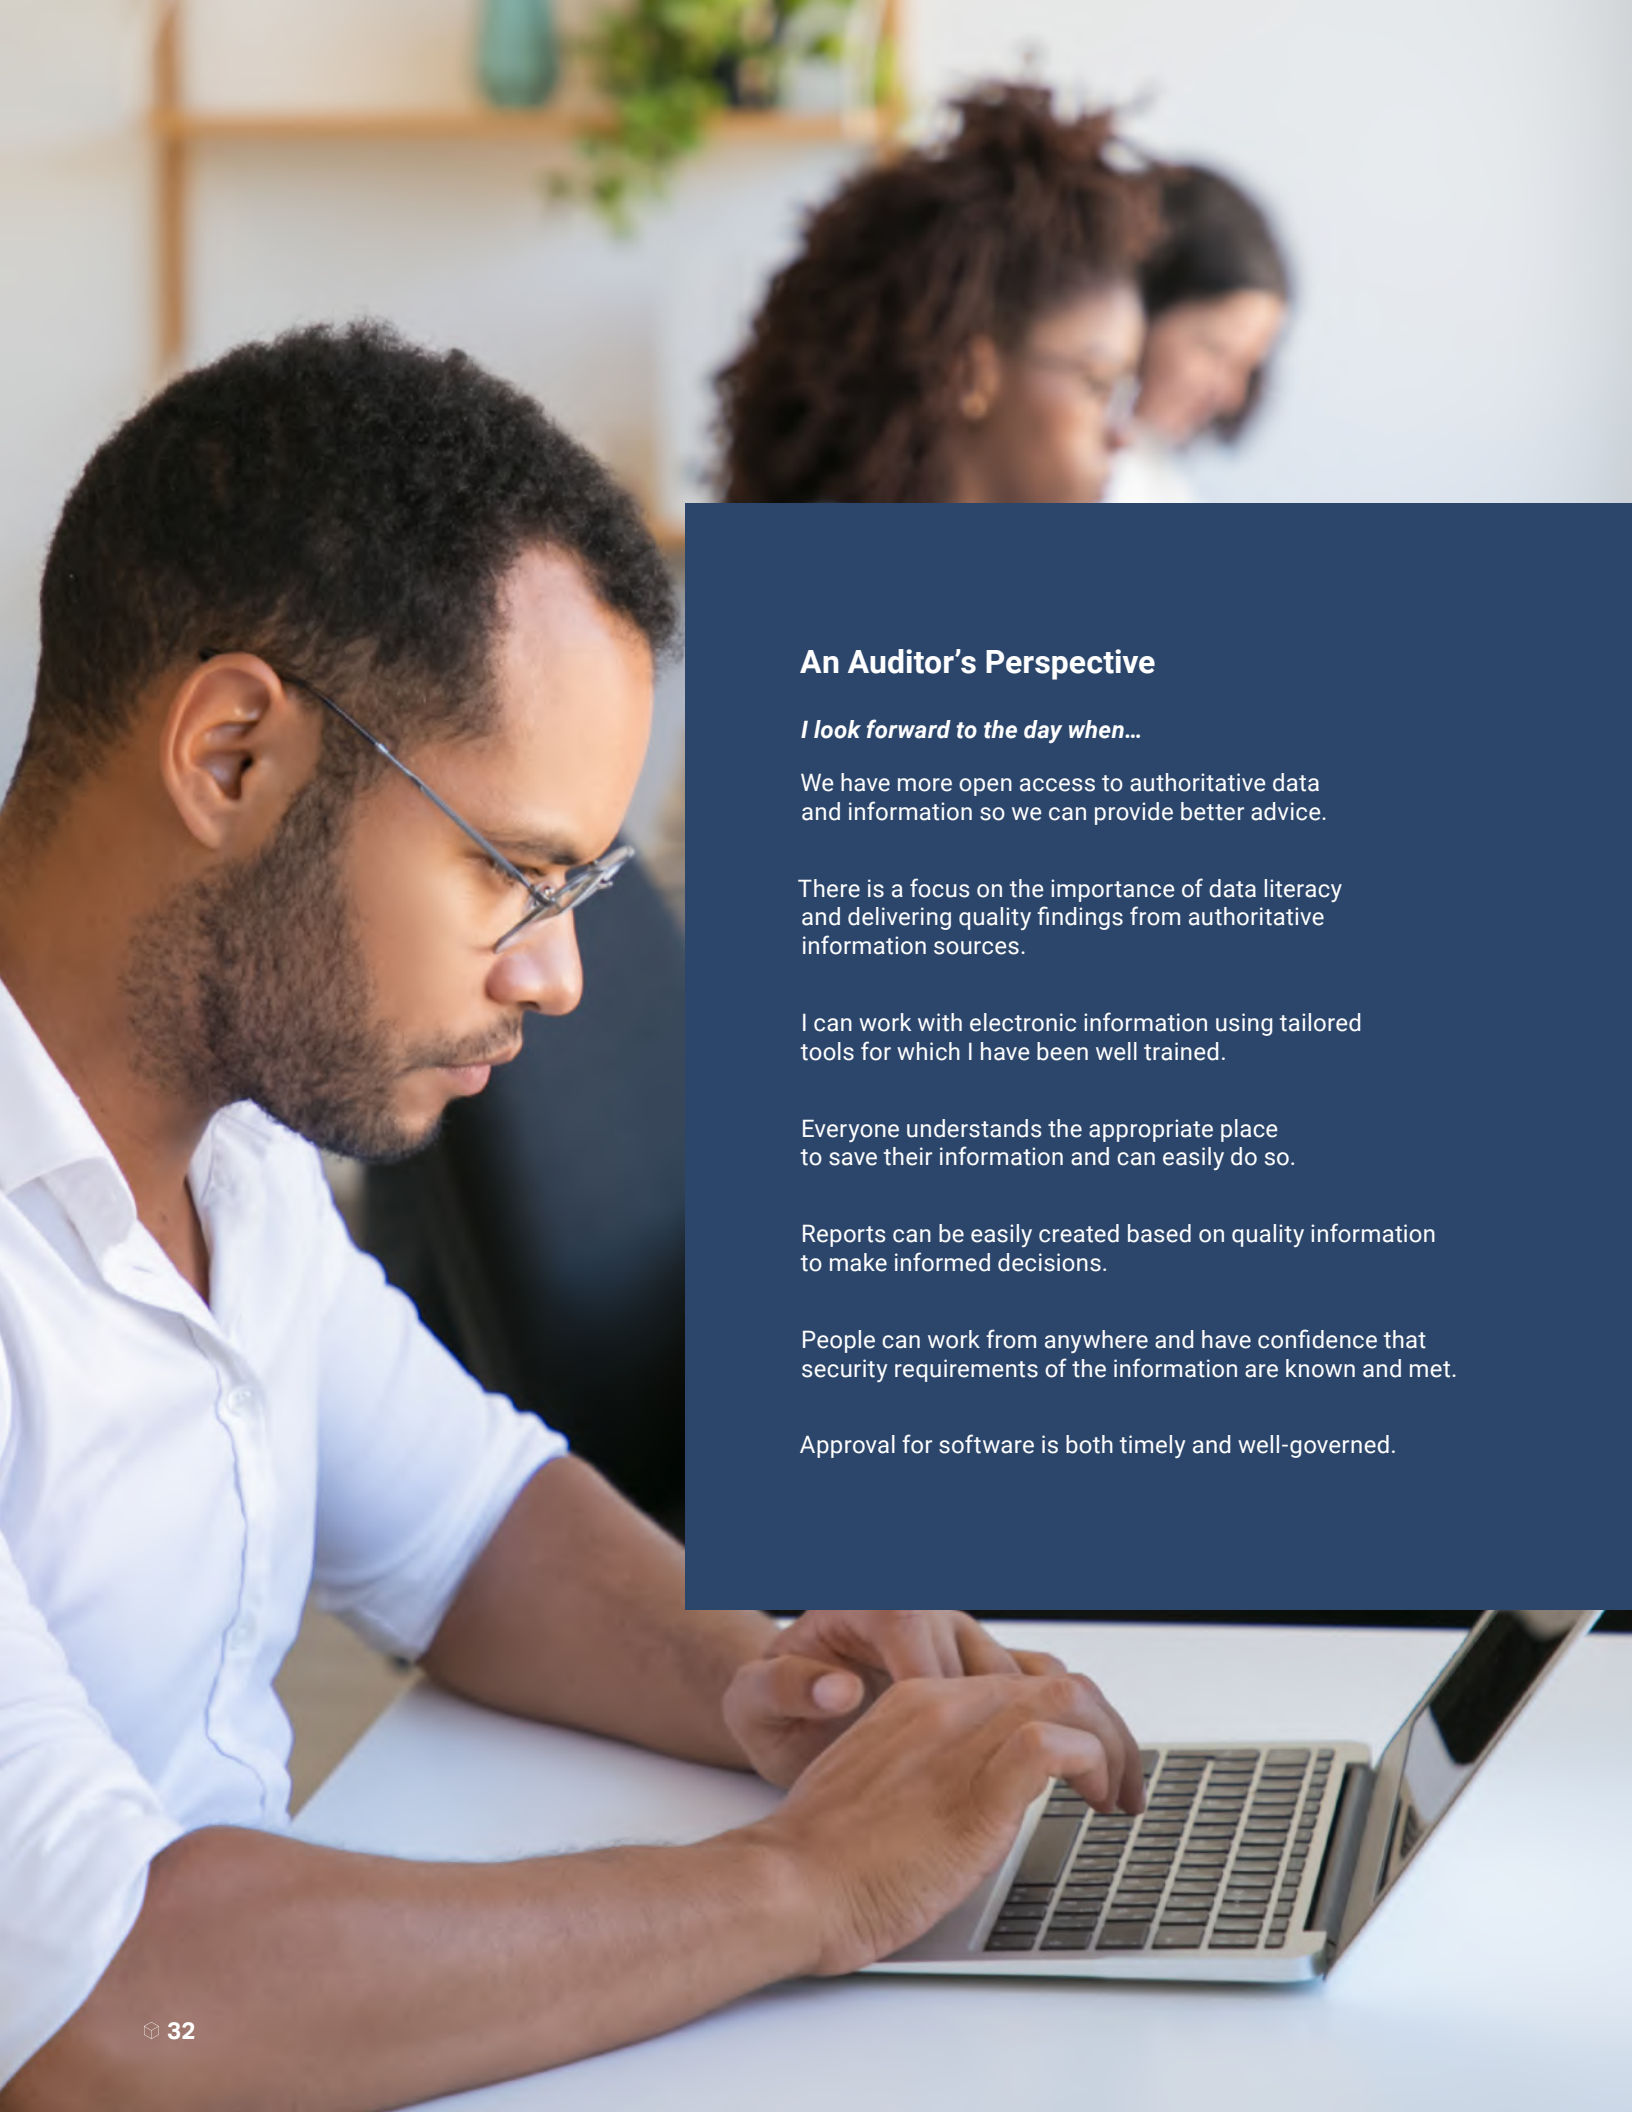 An Auditor’s Perspective
I look forward to the day when…
We have more open access to authoritative data
and information so we can provide better advice.
There is a focus on the importance of data literacy
and delivering quality findings from authoritative
information sources.
I can work with electronic information using tailored
tools for which I have been well trained.
Everyone understands the appropriate place
to save their information and can easily do so.
Reports can be easily created based on quality information
to make informed decisions.
People can work from anywhere and have confidence that
security requirements of the information are known and met.
Approval for software is both timely and well-governed.
32